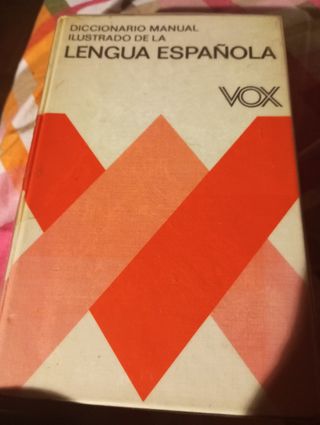 DICCIONARIO MANUAL
ILUSTRADO DE LA
LENGUA ESPAÑOLA
VOX